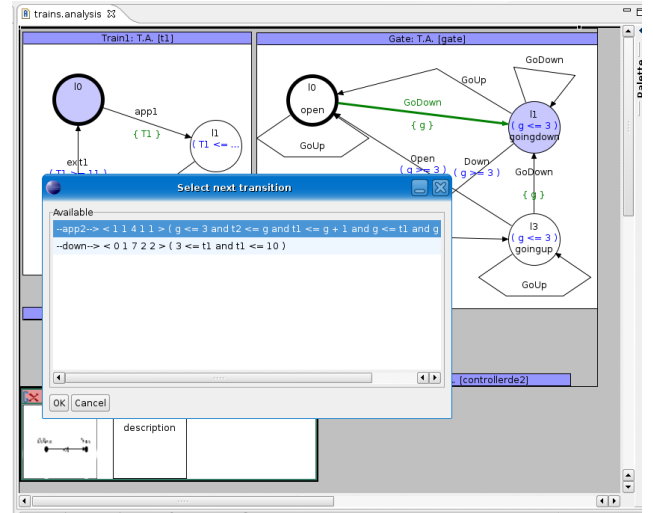 trains.analysis
Palette
Train1: T.A. [t1]
Gate: T.A. [gate]
l0
app1
{ T1 }
l1
( T1 <= ...
exit1
( T1 >= 11 )
l0
open
GoUp
GoDown
{ g }
GoUp
GoDown
l1
( g <= 3 )
goingdown
Open
( g >= 3 )
Down
( g >= 3 )
GoDown
{ g }
l3
( g <= 3 )
goingup
GoUp
Select next transition
Available
--app2--> < 1 1 4 1 1 > ( g <= 3 and t2 <= g and t1 <= g + 1 and g <= t1 and g
--down--> < 0 1 7 2 2 > ( 3 <= t1 and t1 <= 10 )
OK
Cancel
. [controllerde2]
description